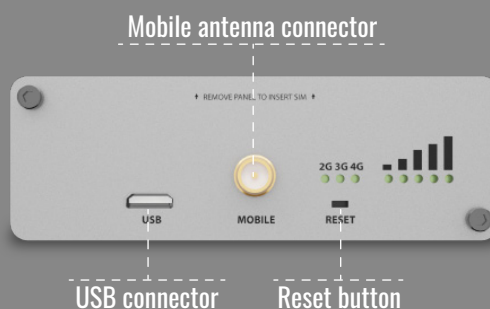 Mobile antenna connector
REMOVE PANEL TO INSERT SIM
2G 3G 4G
USB
MOBILE
RESET
USB connector
Reset button